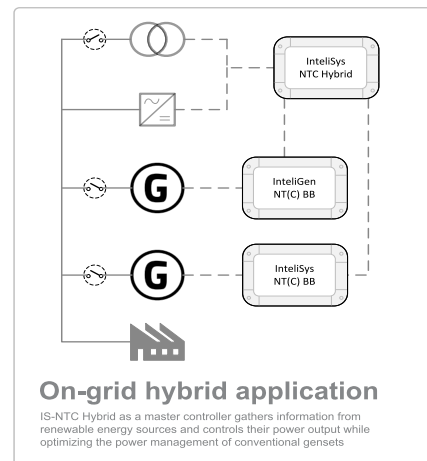 InteliSys
NTC Hybrid
G
InteliGen
NT(C) BB
G
InteliSys
NT(C) BB
On-grid hybrid application
IS-NTC Hybrid as a master controller gathers information from
renewable energy sources and controls their power output while
optimizing the power management of conventional gensets